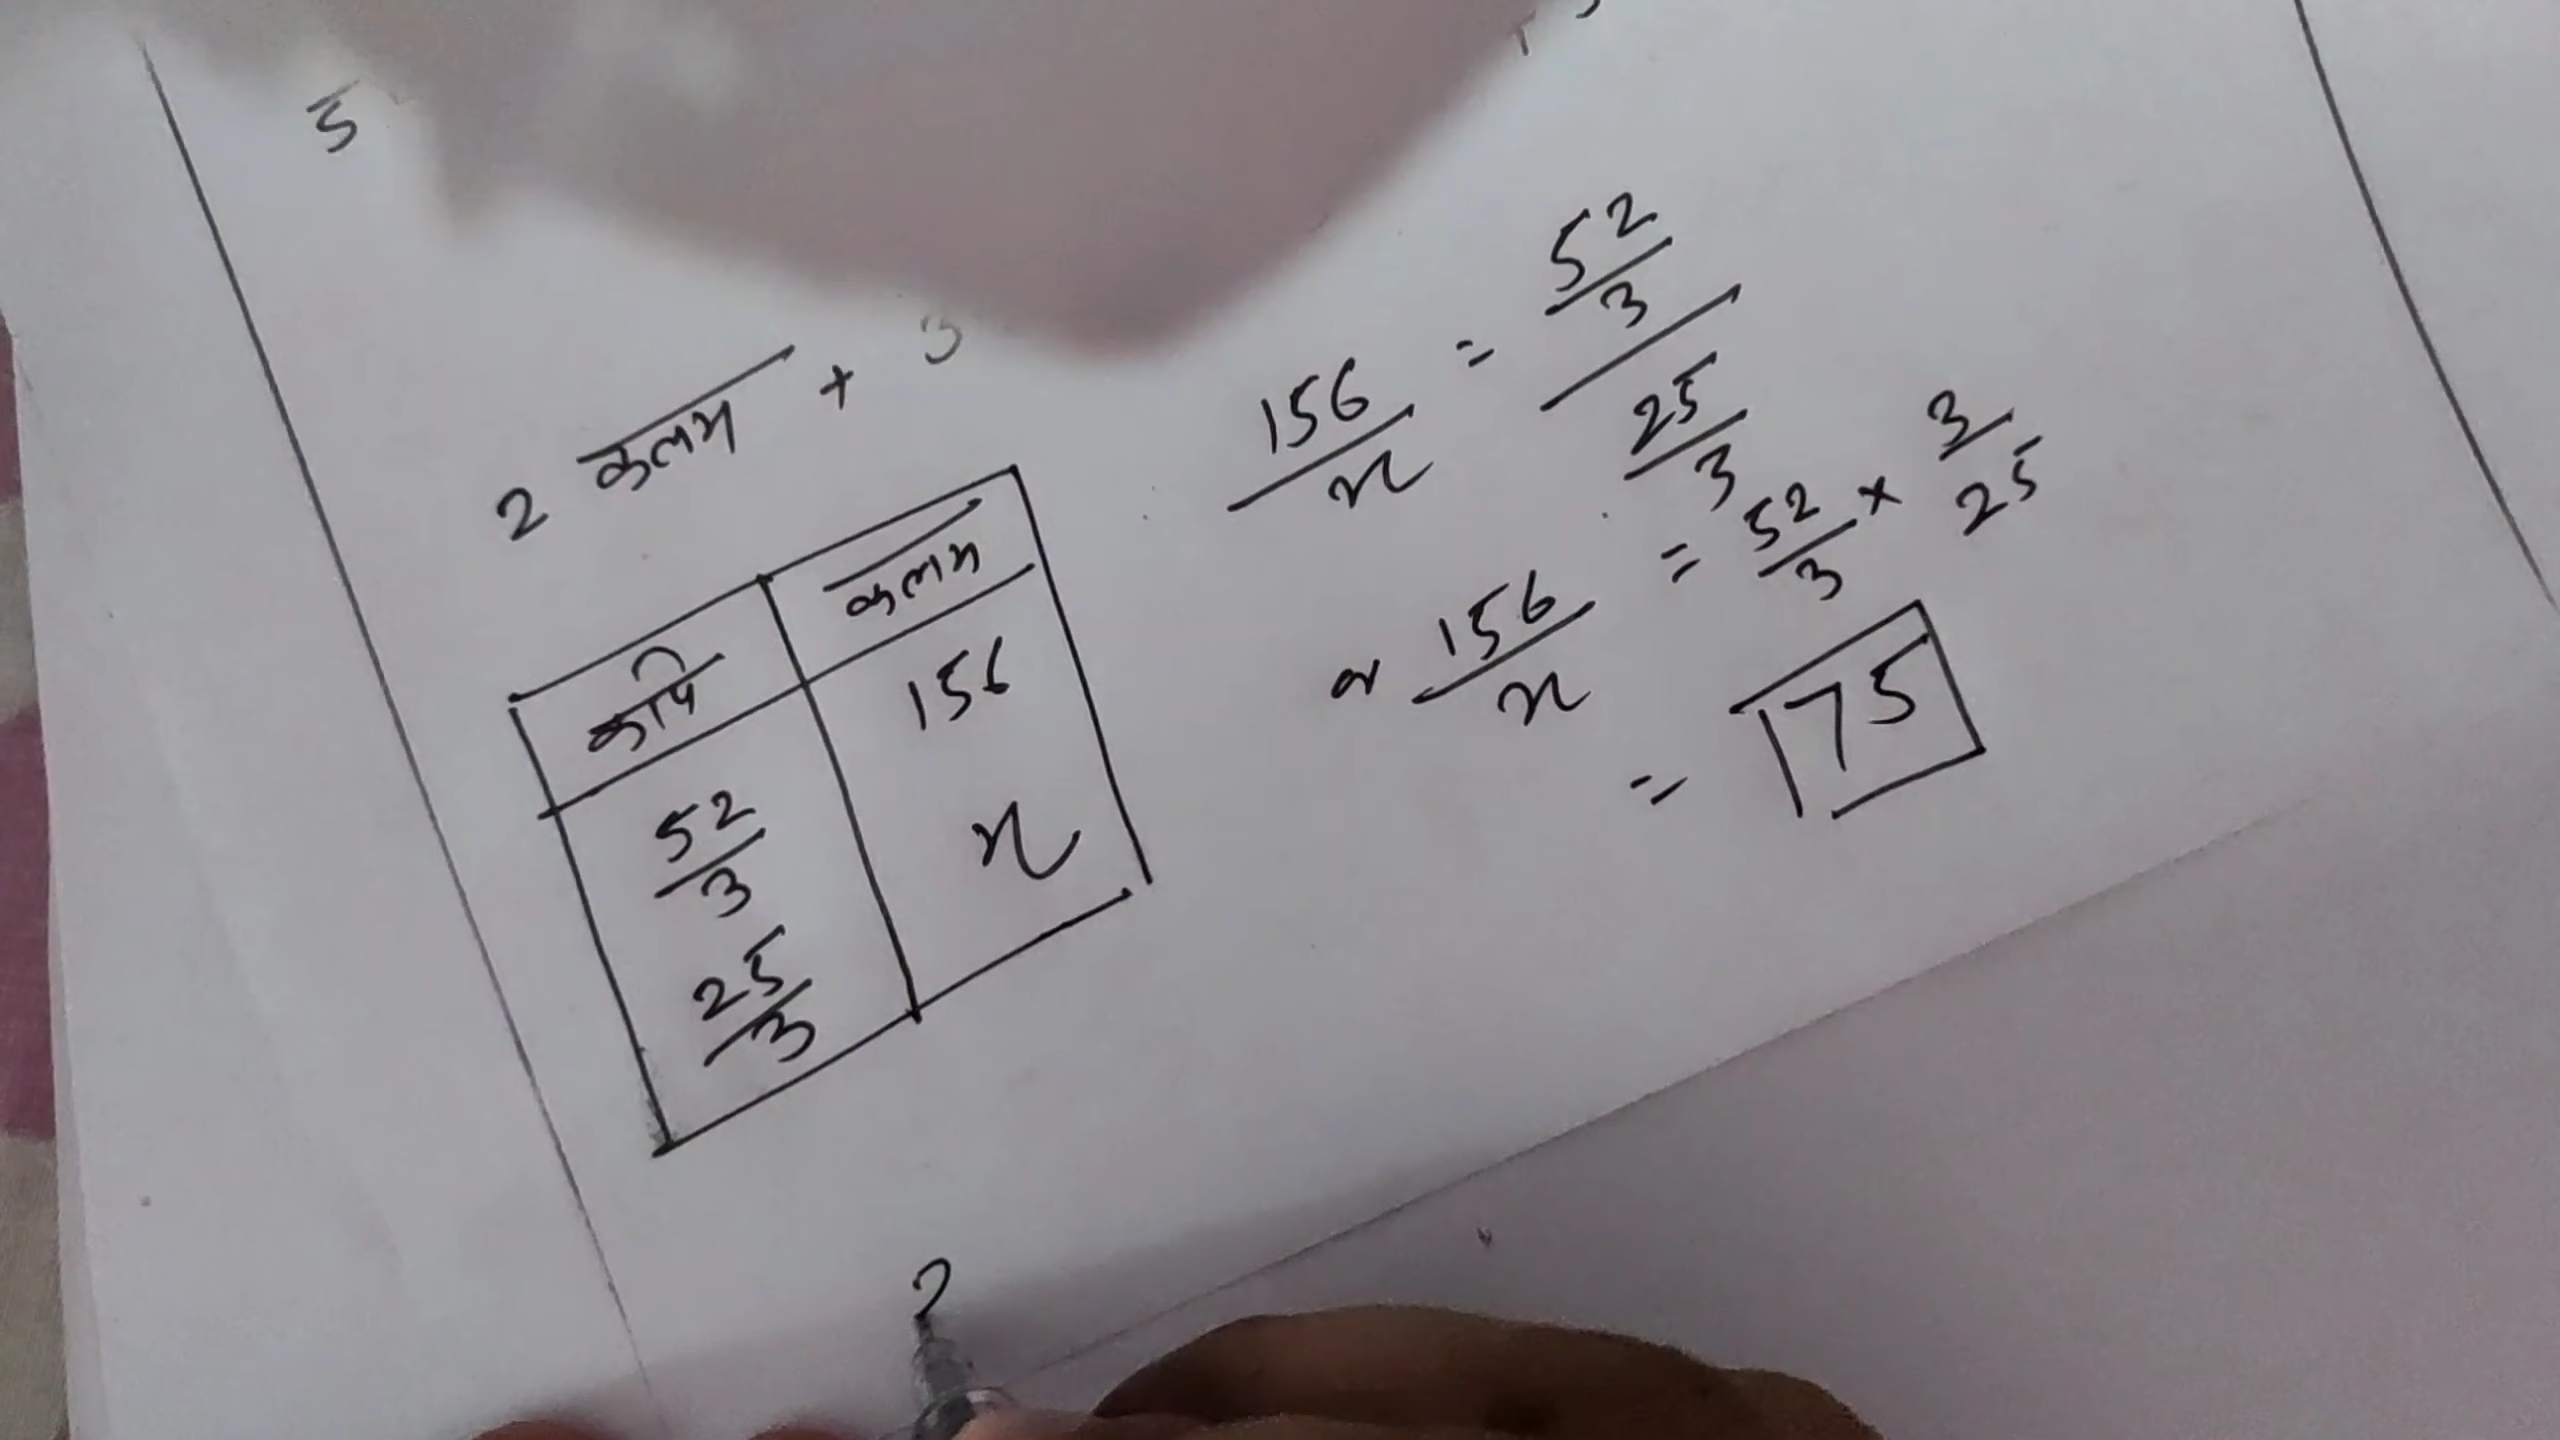 5
2 कलम + 3
कापि कलम
52/3 156
25/3 x
156/x = 52/3 / 25/3
or 156/x = 52/3 × 3/25
= 75
?